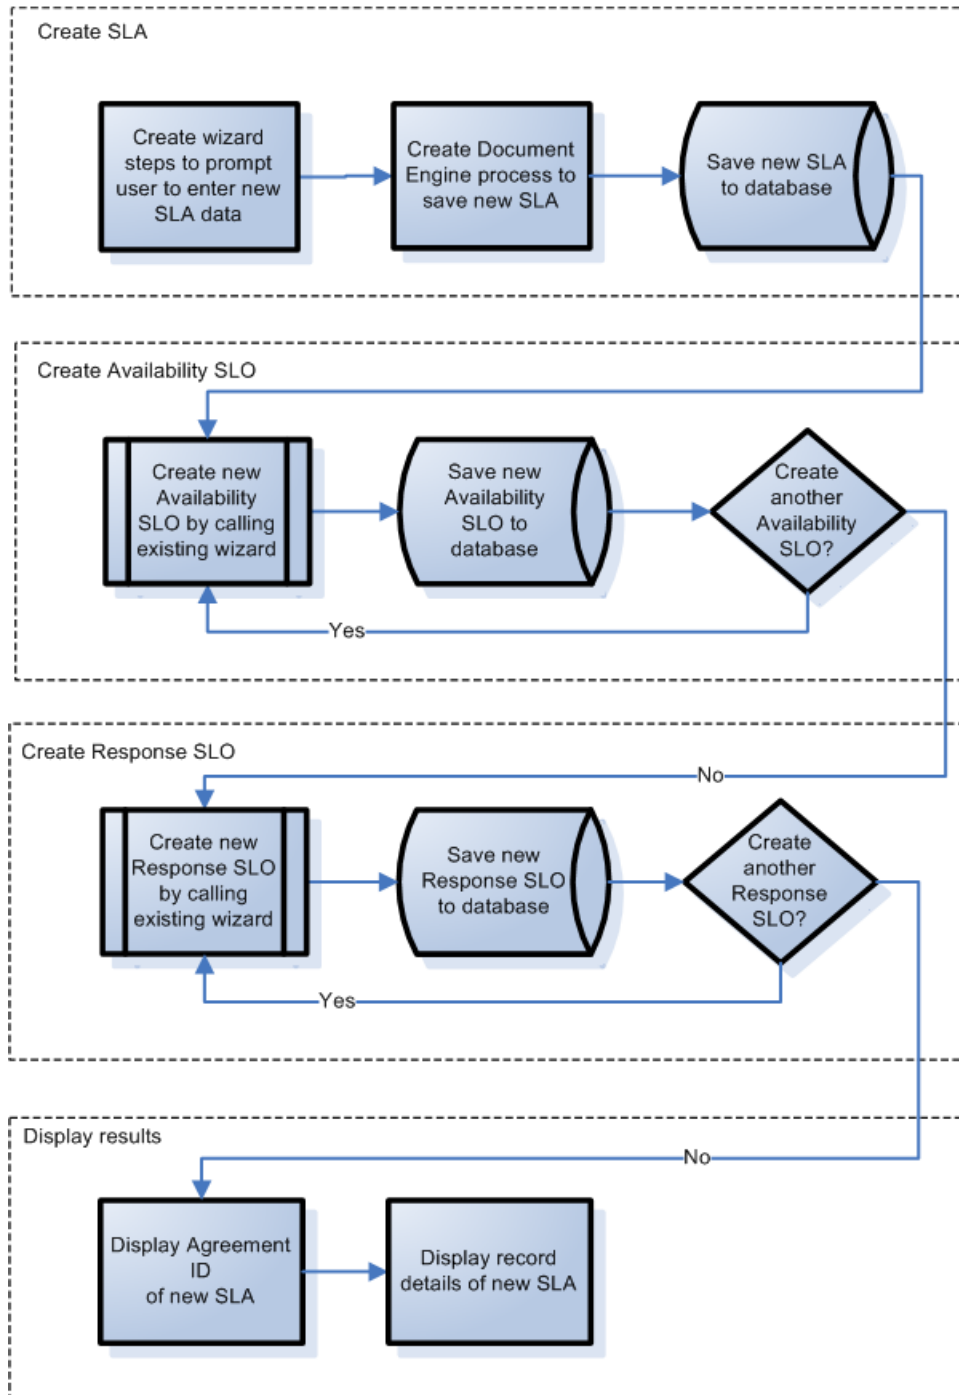 Create SLA
Create wizard
steps to prompt
user to enter new
SLA data
Create Document
Engine process to
save new SLA
Save new SLA
to database
Create Availability SLO
Create new
Availability
SLO by calling
existing wizard
Save new
Availability
SLO to
database
Create
another
Availability
SLO?
Yes
Create Response SLO
No
Create new
Response SLO
by calling
existing wizard
Save new
Response SLO
to database
Create
another
Response
SLO?
Yes
Display results
No
Display Agreement
ID
of new SLA
Display record
details of new SLA